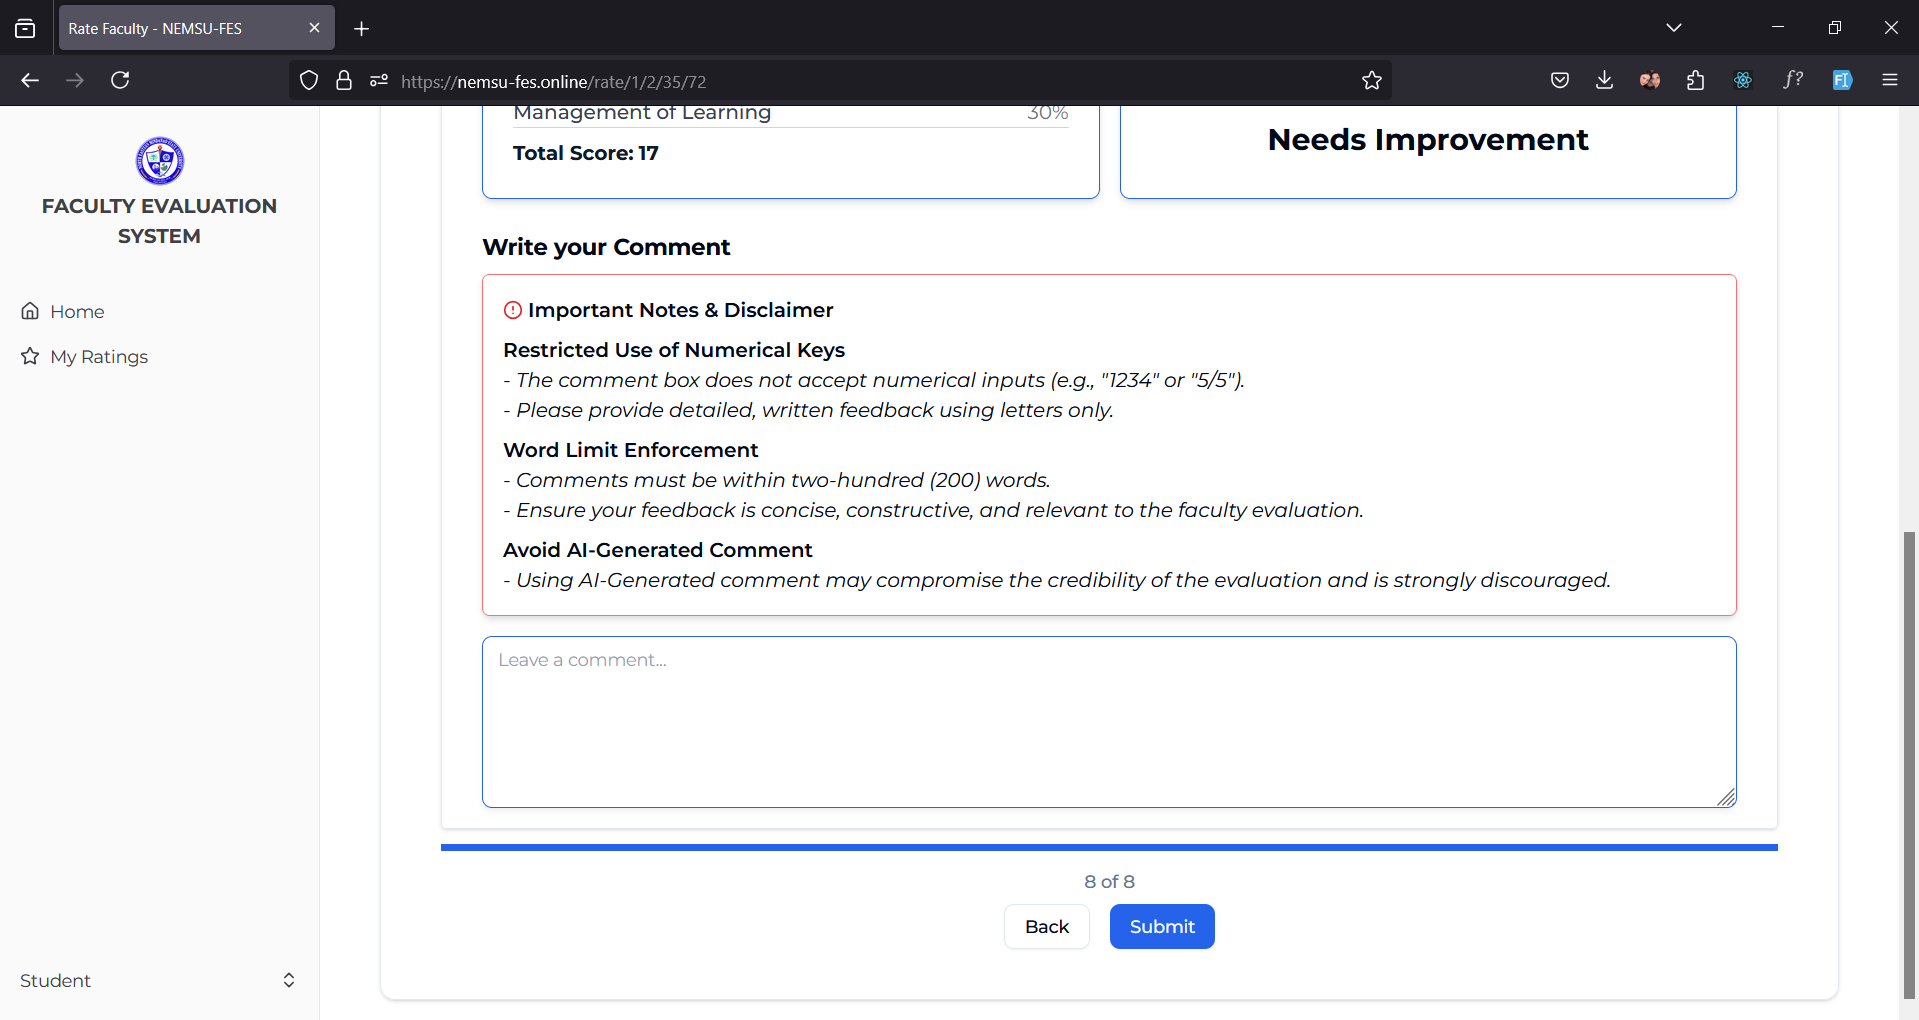 Rate Faculty - NEMSU-FES
https://nemsu-fes.online/rate/1/2/35/72
FACULTY EVALUATION
SYSTEM
Home
My Ratings
Student
Management of Learning 30%
Total Score: 17
Needs Improvement
Write your Comment
Important Notes & Disclaimer
Restricted Use of Numerical Keys
- The comment box does not accept numerical inputs (e.g., "1234" or "5/5").
- Please provide detailed, written feedback using letters only.
Word Limit Enforcement
- Comments must be within two-hundred (200) words.
- Ensure your feedback is concise, constructive, and relevant to the faculty evaluation.
Avoid AI-Generated Comment
- Using AI-Generated comment may compromise the credibility of the evaluation and is strongly discouraged.
Leave a comment...
8 of 8
Back
Submit